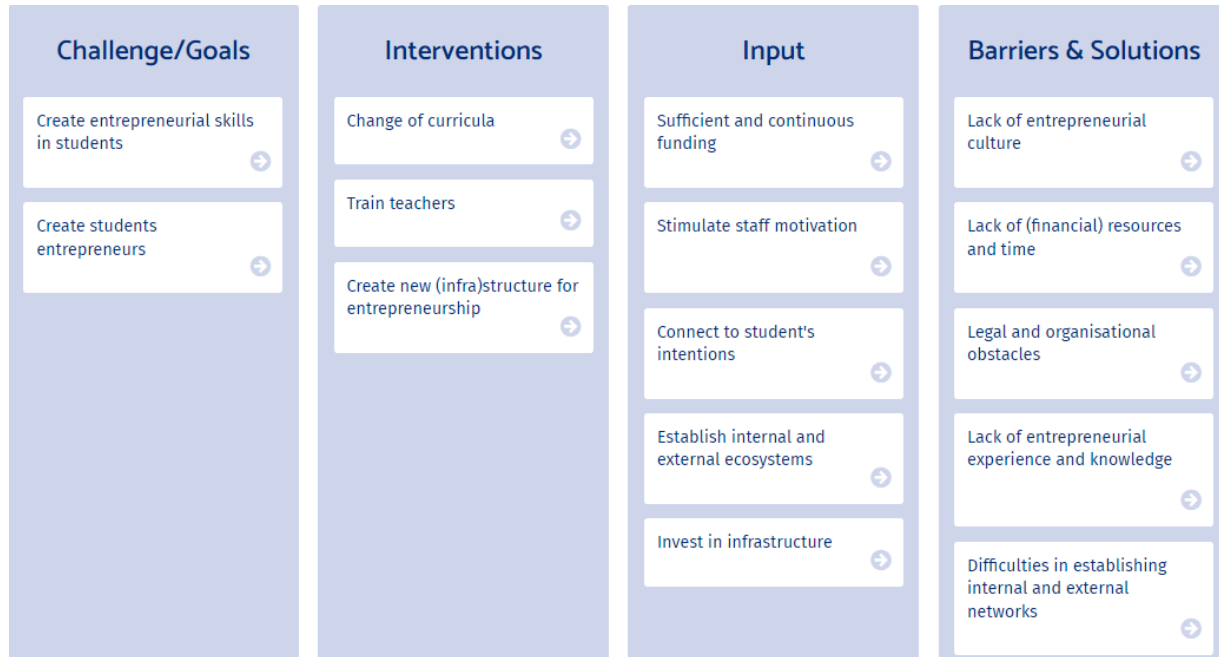 Challenge/Goals
Create entrepreneurial skills
in students
Create students
entrepreneurs
Interventions
Change of curricula
Train teachers
Create new (infra)structure for
entrepreneurship
Input
Sufficient and continuous
funding
Stimulate staff motivation
Connect to student's
intentions
Establish internal and
external ecosystems
Invest in infrastructure
Barriers & Solutions
Lack of entrepreneurial
culture
Lack of (financial) resources
and time
Legal and organisational
obstacles
Lack of entrepreneurial
experience and knowledge
Difficulties in establishing
internal and external
networks